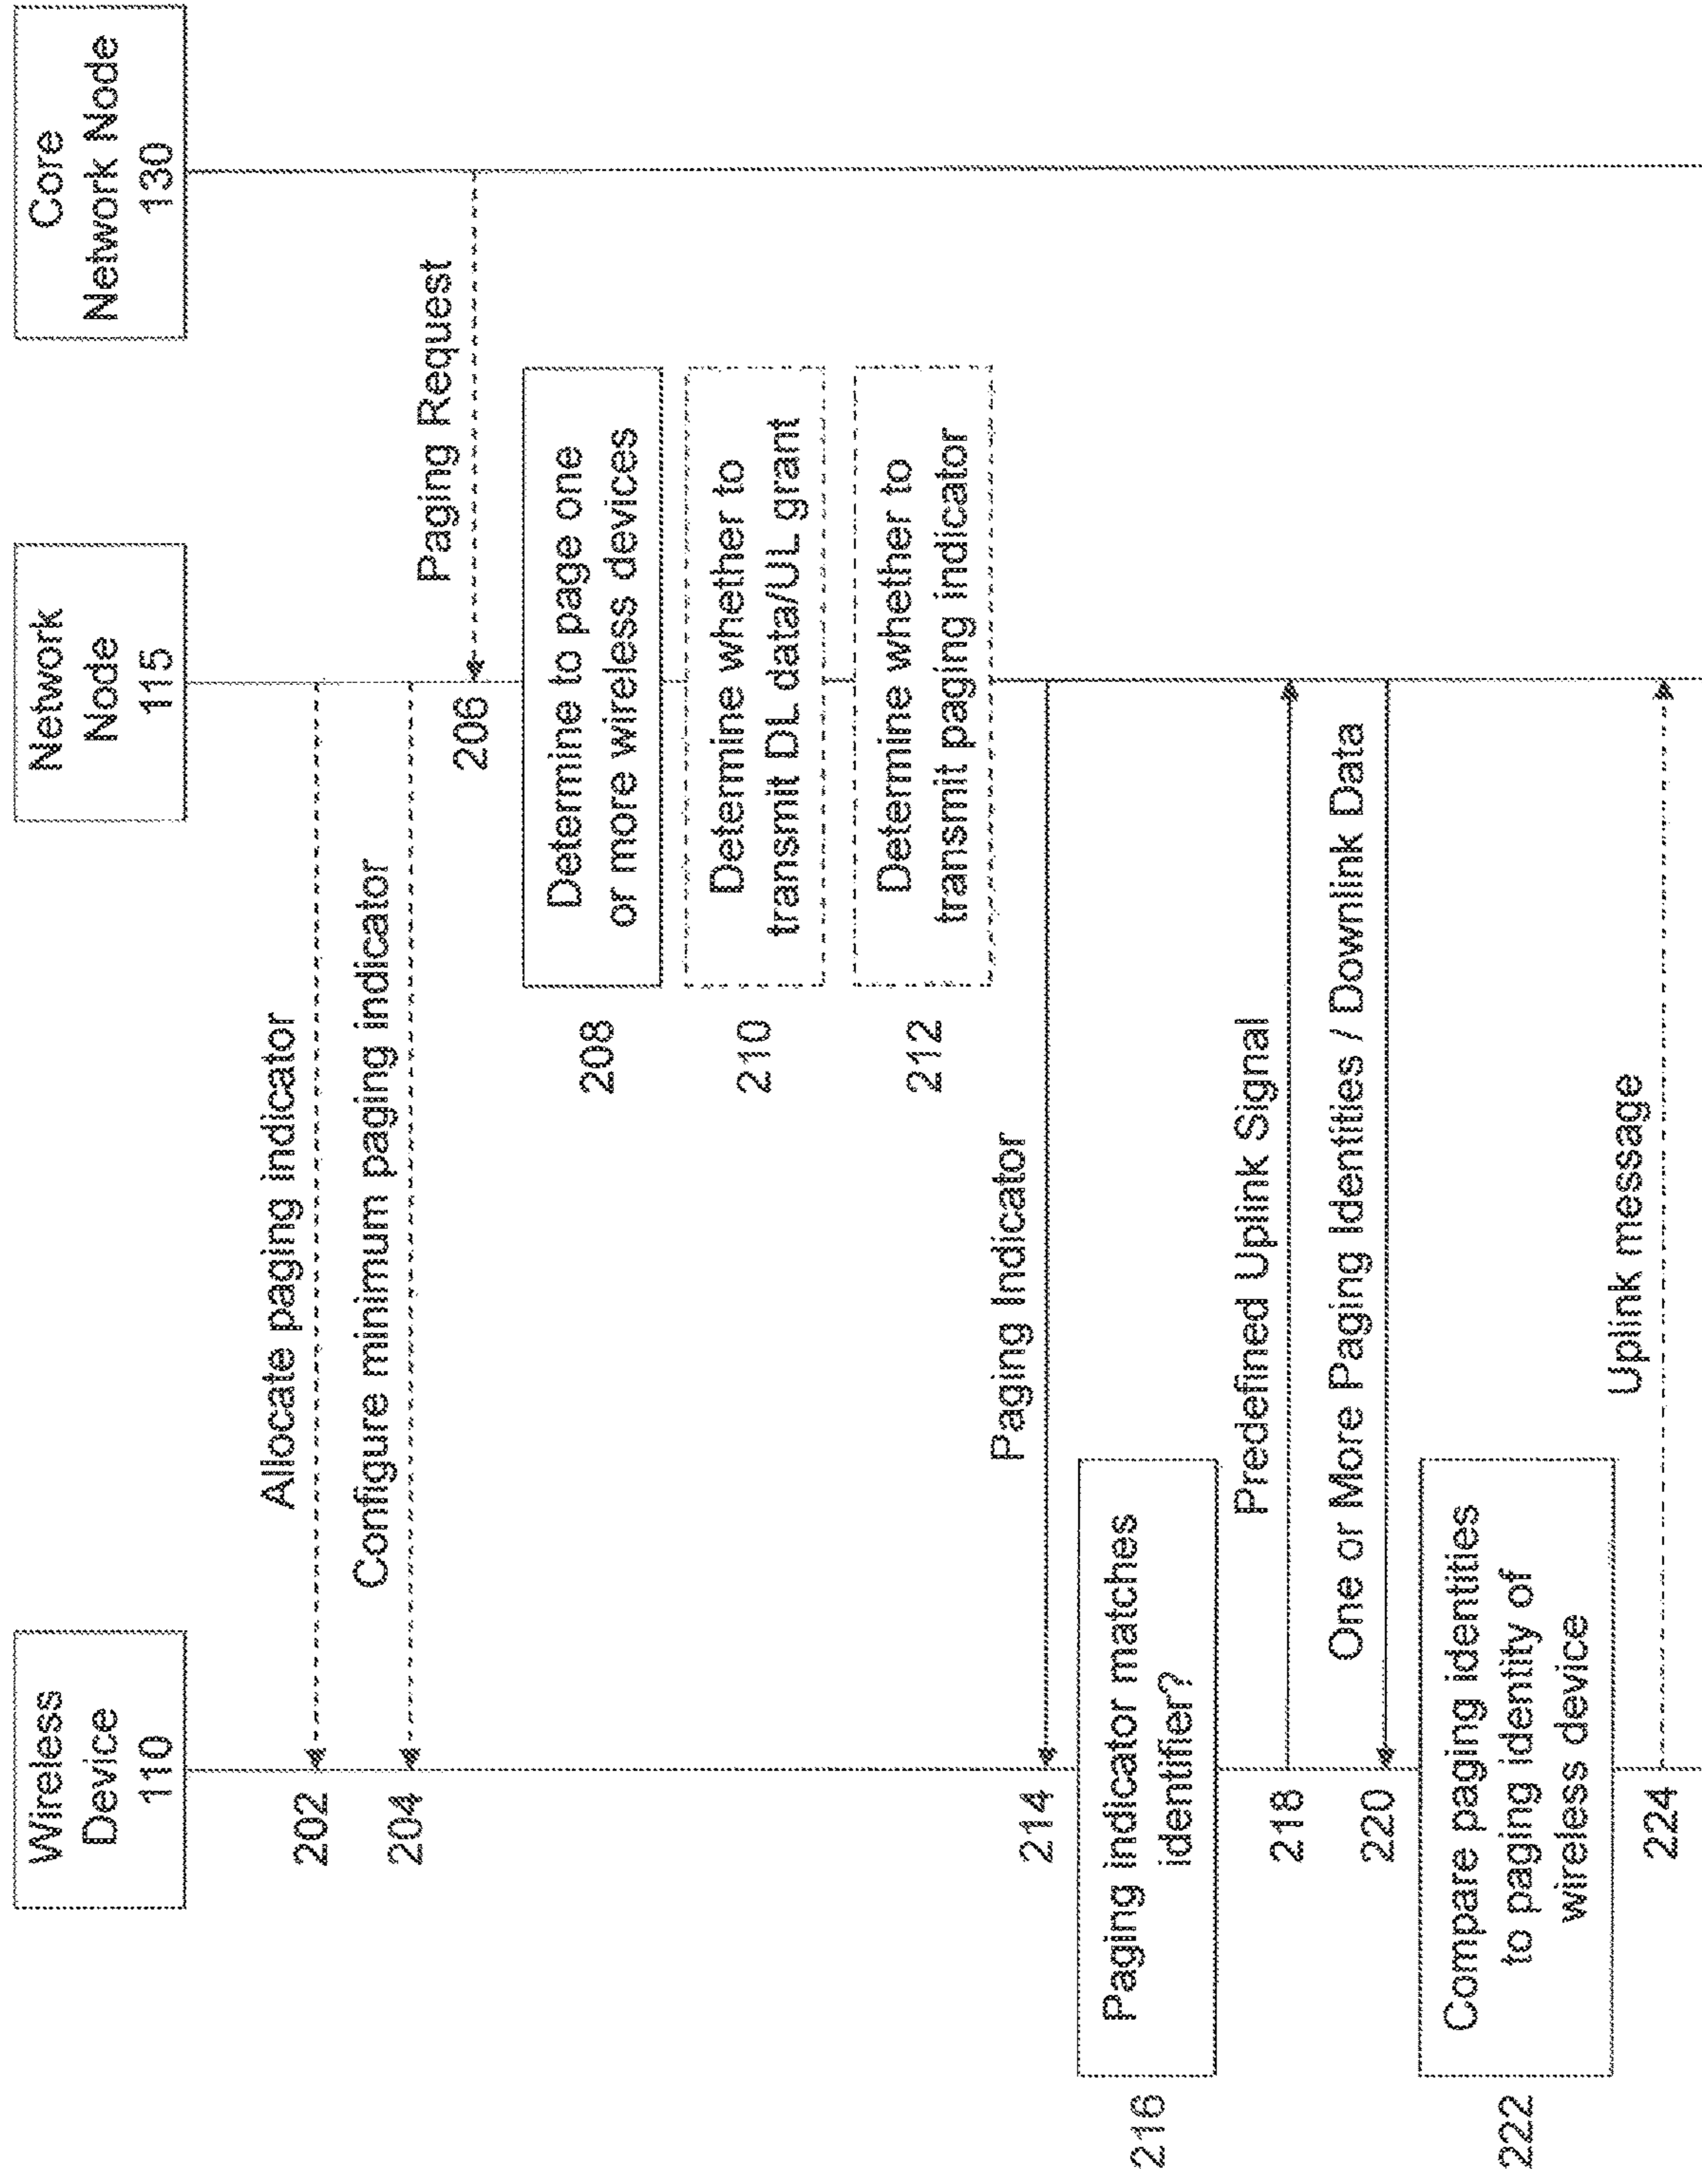 Wireless
Device
110
Network
Node
115
Core
Network Node
130
Allocate paging indicator
202
Configure minimum paging indicator
204
Paging Request
206
Determine to page one
or more wireless devices
208
Determine whether to
transmit DL data/UL grant
210
Determine whether to
transmit paging indicator
212
Paging Indicator
214
Paging indicator matches
identifier?
216
Predefined Uplink Signal
218
One or More Paging Identities / Downlink Data
220
Compare paging identities
to paging identity of
wireless device
222
Uplink message
224